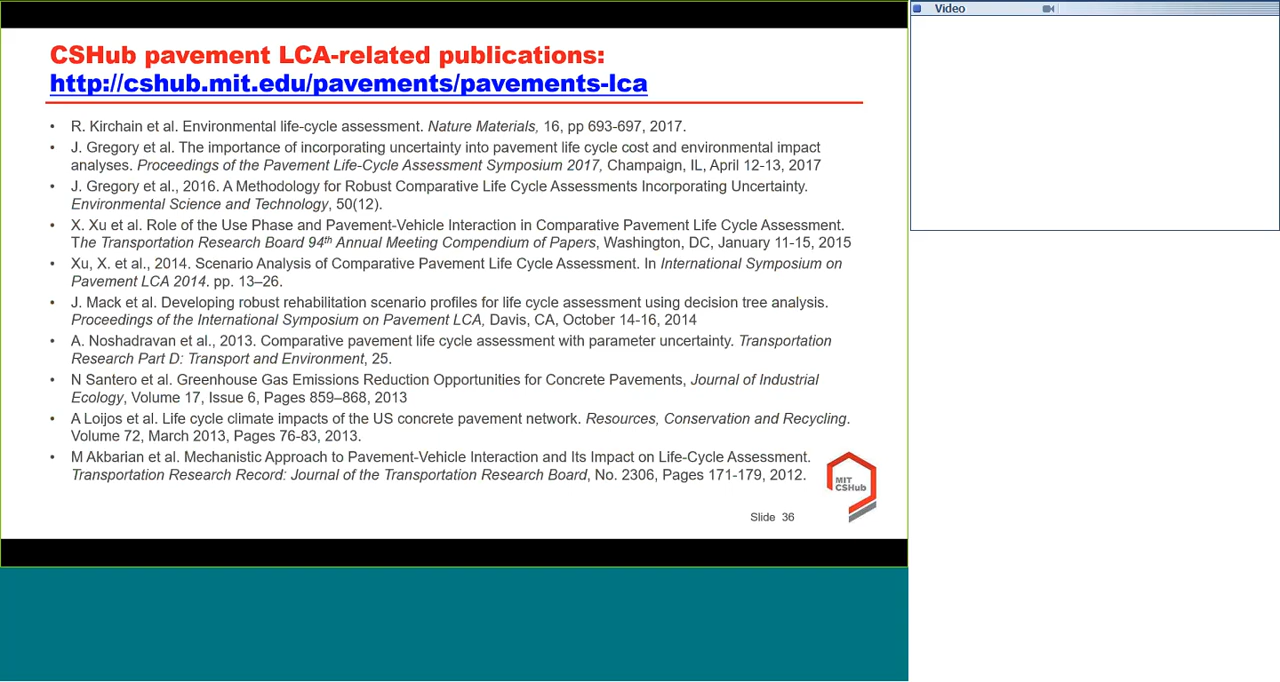 CSHub pavement LCA-related publications:
http://cshub.mit.edu/pavements/pavements-lca
• R. Kirchain et al. Environmental life-cycle assessment. Nature Materials, 16, pp 693-697, 2017.
• J. Gregory et al. The importance of incorporating uncertainty into pavement life cycle cost and environmental impact
analyses. Proceedings of the Pavement Life-Cycle Assessment Symposium 2017, Champaign, IL, April 12-13, 2017
• J. Gregory et al., 2016. A Methodology for Robust Comparative Life Cycle Assessments Incorporating Uncertainty.
Environmental Science and Technology, 50(12).
• X. Xu et al. Role of the Use Phase and Pavement-Vehicle Interaction in Comparative Pavement Life Cycle Assessment.
The Transportation Research Board 94th Annual Meeting Compendium of Papers, Washington, DC, January 11-15, 2015
• Xu, X. et al., 2014. Scenario Analysis of Comparative Pavement Life Cycle Assessment. In International Symposium on
Pavement LCA 2014. pp. 13–26.
• J. Mack et al. Developing robust rehabilitation scenario profiles for life cycle assessment using decision tree analysis.
Proceedings of the International Symposium on Pavement LCA, Davis, CA, October 14-16, 2014
• A. Noshadravan et al., 2013. Comparative pavement life cycle assessment with parameter uncertainty. Transportation
Research Part D: Transport and Environment, 25.
• N Santero et al. Greenhouse Gas Emissions Reduction Opportunities for Concrete Pavements, Journal of Industrial
Ecology, Volume 17, Issue 6, Pages 859–868, 2013
• A Loijos et al. Life cycle climate impacts of the US concrete pavement network. Resources, Conservation and Recycling.
Volume 72, March 2013, Pages 76-83, 2013.
• M Akbarian et al. Mechanistic Approach to Pavement-Vehicle Interaction and Its Impact on Life-Cycle Assessment.
Transportation Research Record: Journal of the Transportation Research Board, No. 2306, Pages 171-179, 2012.
MIT
CSHub
Slide 36
Video